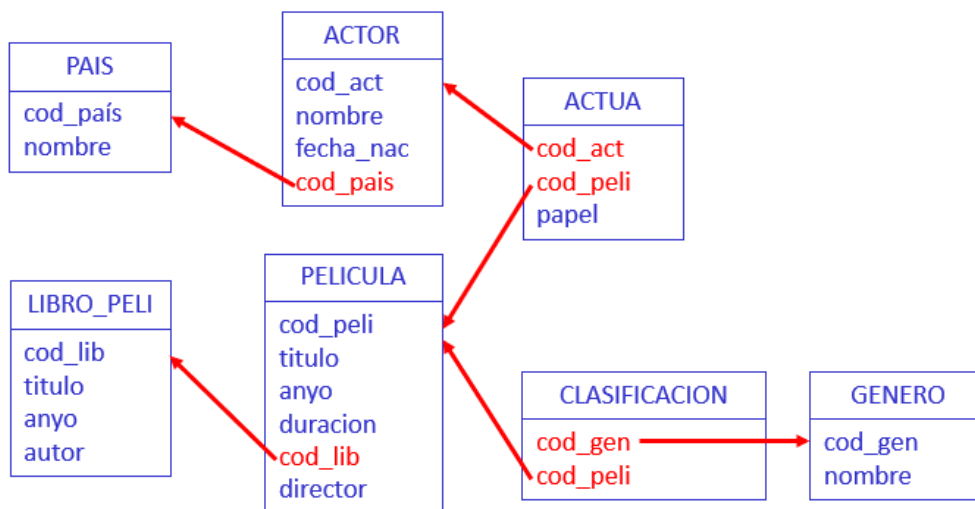 PAIS
cod_país
nombre
ACTOR
cod_act
nombre
fecha_nac
cod_pais
ACTUA
cod_act
cod_peli
papel
LIBRO_PELI
cod_lib
titulo
anyo
autor
PELICULA
cod_peli
titulo
anyo
duracion
cod_lib
director
CLASIFICACION
cod_gen
cod_peli
GENERO
cod_gen
nombre